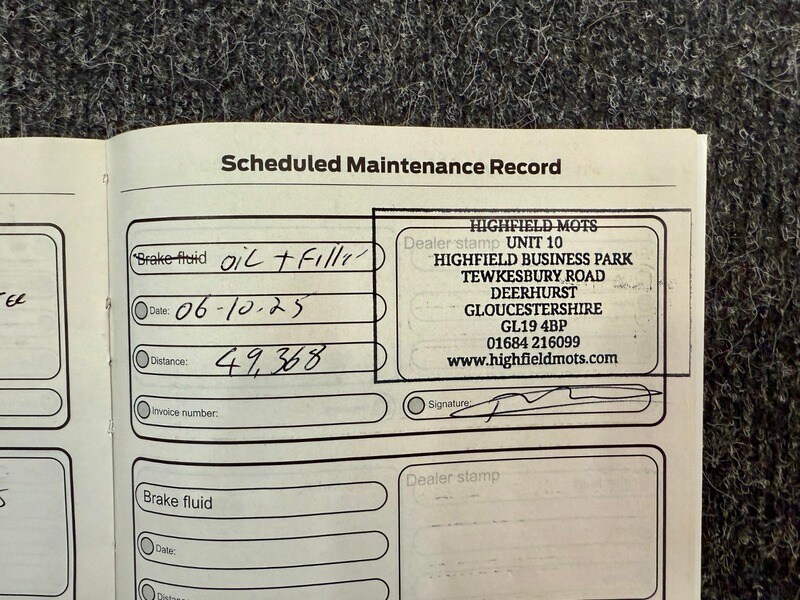 Scheduled Maintenance Record
Brake fluid oil + Filter
Date: 06-10-25
Distance: 49,368
Invoice number:
Dealer stamp
HIGHFIELD MOTS
UNIT 10
HIGHFIELD BUSINESS PARK
TEWKESBURY ROAD
DEERHURST
GLOUCESTERSHIRE
GL19 4BP
01684 216099
www.highfieldmots.com
Signature:
Brake fluid
Date:
Dealer stamp